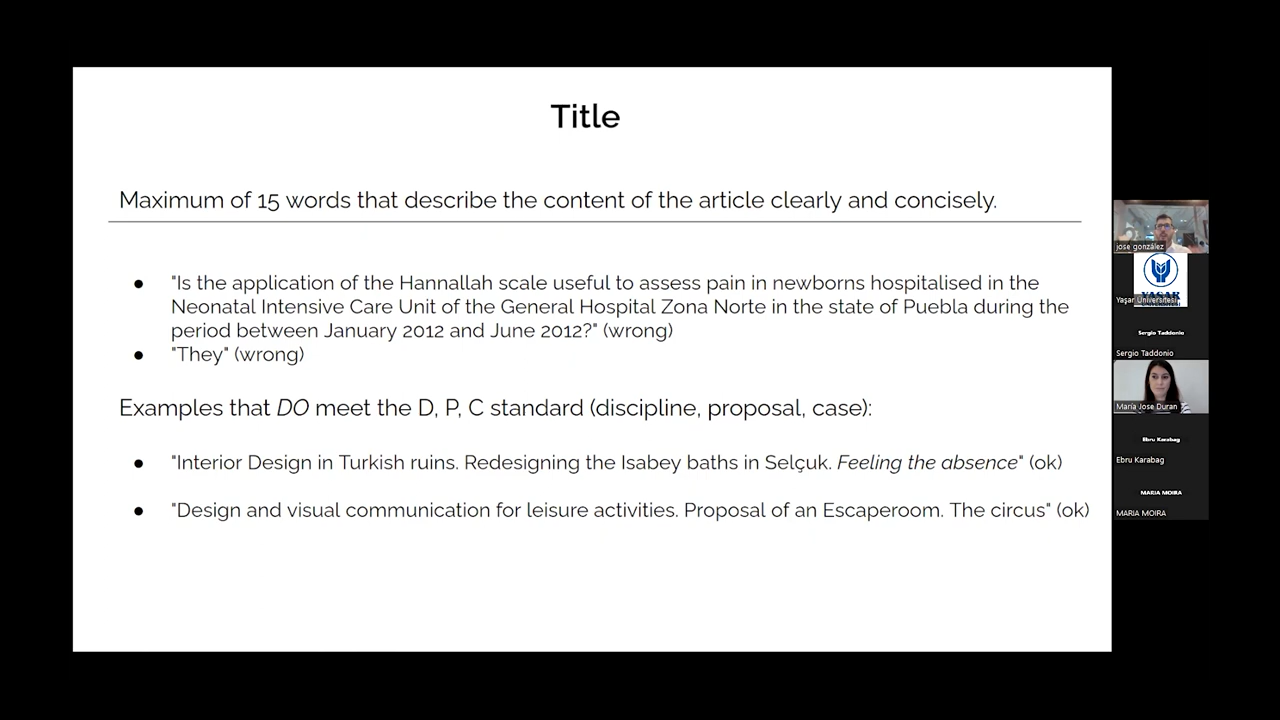 Title
Maximum of 15 words that describe the content of the article clearly and concisely.
● "Is the application of the Hannallah scale useful to assess pain in newborns hospitalised in the
Neonatal Intensive Care Unit of the General Hospital Zona Norte in the state of Puebla during the
period between January 2012 and June 2012?" (wrong)
● "They" (wrong)
Examples that DO meet the D, P, C standard (discipline, proposal, case):
● "Interior Design in Turkish ruins. Redesigning the Isabey baths in Selçuk. Feeling the absence" (ok)
● "Design and visual communication for leisure activities. Proposal of an Escaperoom. The circus" (ok)
jose gonzález
YAŞAR
Yaşar Üniversitesi
Sergio Taddonio
Sergio Taddonio
María Jose Duran
Ebru Karabag
Ebru Karabag
MARIA MOIRA
MARIA MOIRA